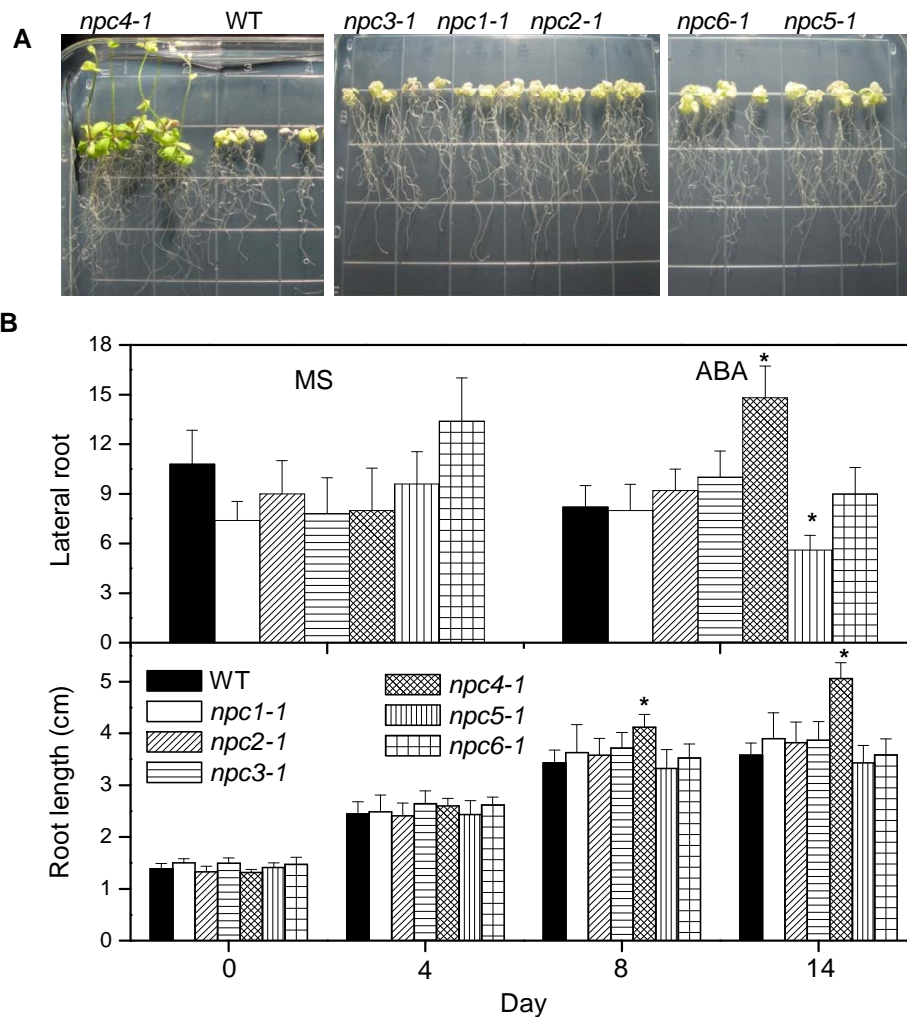 A
npc4-1 WT npc3-1 npc1-1 npc2-1 npc6-1 npc5-1
B
18
15
12
9
6
3
0
Lateral root
MS
ABA
*
*
5
4
3
2
1
0
Root length (cm)
WT
npc1-1
npc2-1
npc3-1
npc4-1
npc5-1
npc6-1
*
*
0 4 8 14
Day